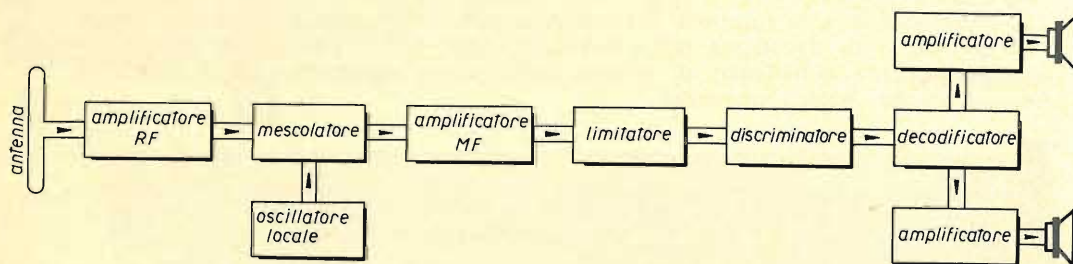 antenna
amplificatore
RF
mescolatore
oscillatore
locale
amplificatore
MF
limitatore
discriminatore
decodificatore
amplificatore
amplificatore